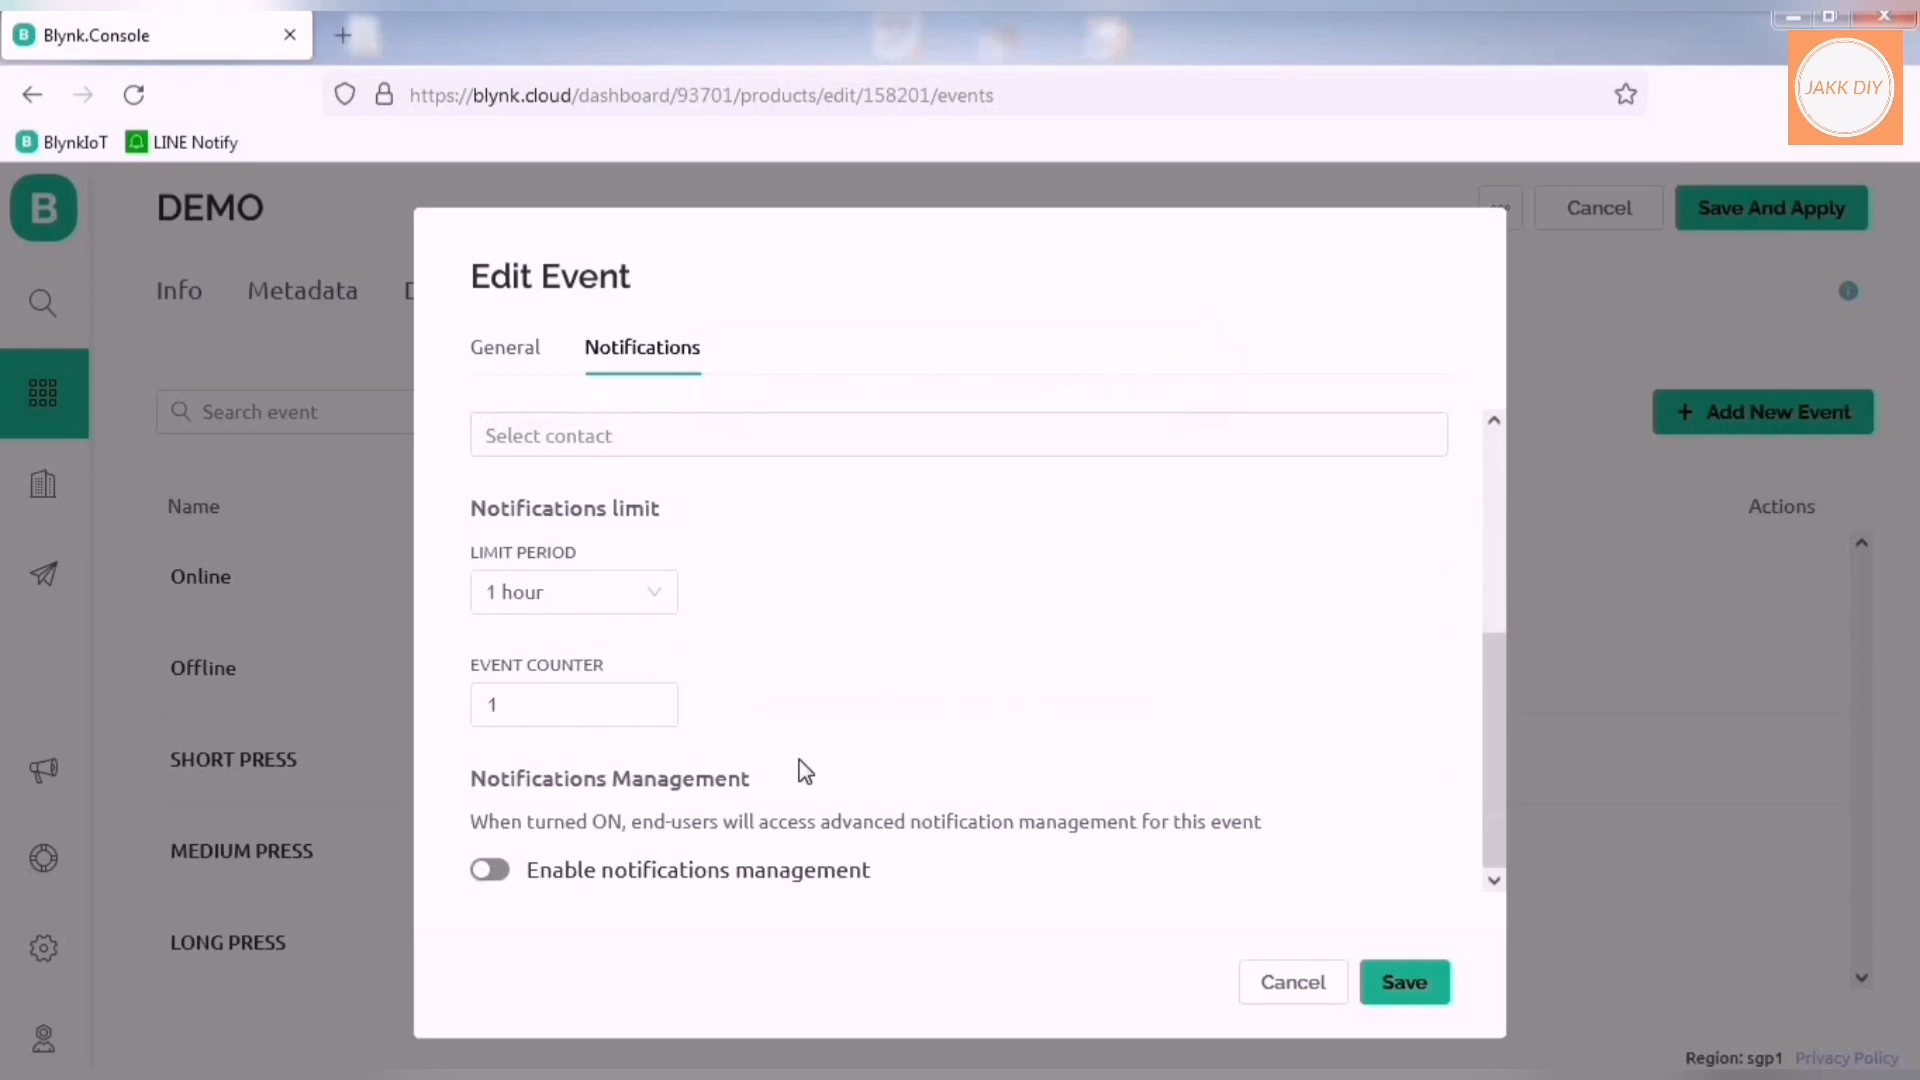 Blynk.Console
https://blynk.cloud/dashboard/93701/products/edit/158201/events
JAKK DIY
BlynkIoT LINE Notify
B
DEMO
Cancel
Save And Apply
Edit Event
Info Metadata
General
Notifications
Search event
Add New Event
Select contact
Name
Actions
Notifications limit
LIMIT PERIOD
Online
1 hour
EVENT COUNTER
Offline
1
SHORT PRESS
Notifications Management
When turned ON, end-users will access advanced notification management for this event
MEDIUM PRESS
Enable notifications management
LONG PRESS
Cancel
Save
Region: sgp1 Privacy Policy